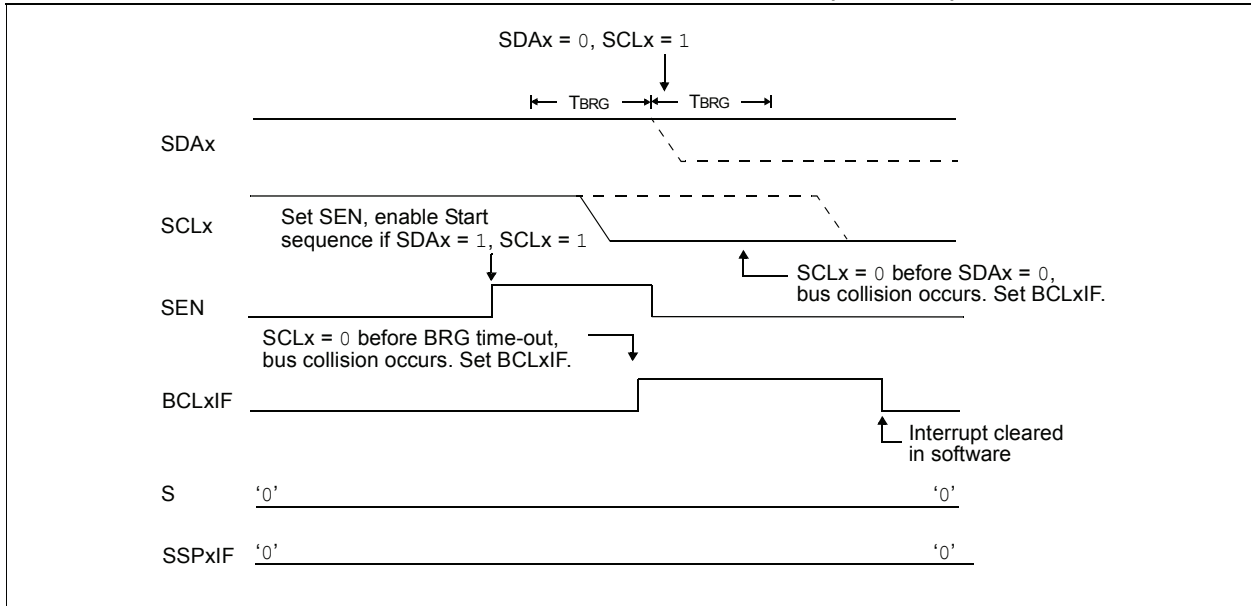 SDAx = 0, SCLx = 1
TBRG TBRG
SDAx
SCLx
Set SEN, enable Start
sequence if SDAx = 1, SCLx = 1
SCLx = 0 before SDAx = 0,
bus collision occurs. Set BCLxIF.
SEN
SCLx = 0 before BRG time-out,
bus collision occurs. Set BCLxIF.
BCLxIF
Interrupt cleared
in software
S ‘0’ ‘0’
SSPxIF ‘0’ ‘0’